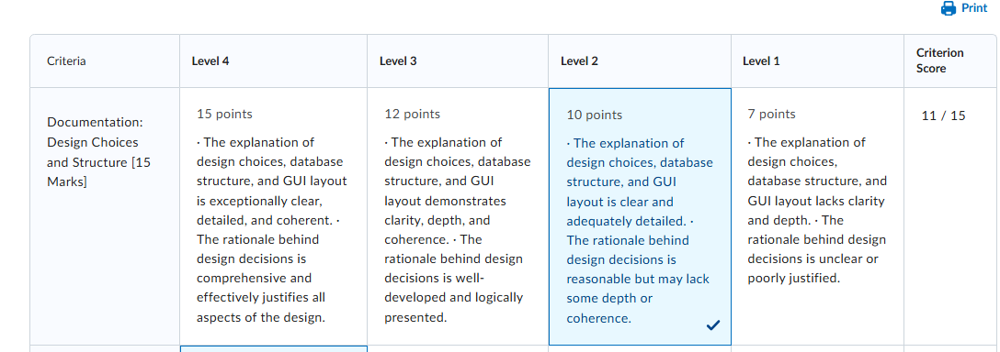 Print
Criteria
Level 4
Level 3
Level 2
Level 1
Criterion
Score
Documentation:
Design Choices
and Structure [15
Marks]
15 points
· The explanation of
design choices, database
structure, and GUI layout
is exceptionally clear,
detailed, and coherent. ·
The rationale behind
design decisions is
comprehensive and
effectively justifies all
aspects of the design.
12 points
· The explanation of
design choices, database
structure, and GUI
layout demonstrates
clarity, depth, and
coherence. · The
rationale behind design
decisions is well-
developed and logically
presented.
10 points
· The explanation of
design choices, database
structure, and GUI
layout is clear and
adequately detailed. ·
The rationale behind
design decisions is
reasonable but may lack
some depth or
coherence.
7 points
· The explanation of
design choices,
database structure, and
GUI layout lacks clarity
and depth. · The
rationale behind design
decisions is unclear or
poorly justified.
11 / 15